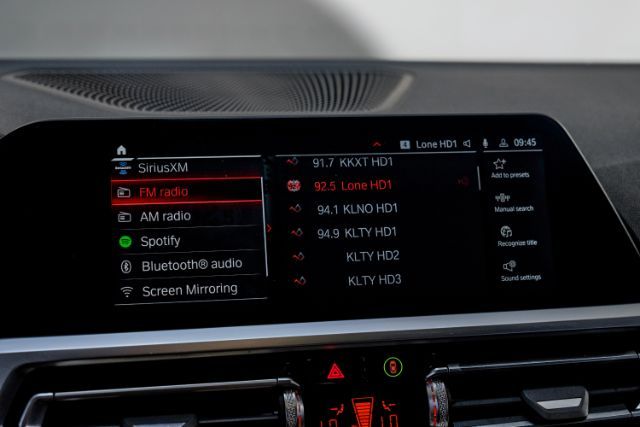 4 Lone HD1 09:45
SiriusXM
FM radio
AM radio
Spotify
Bluetooth® audio
Screen Mirroring
91.7 KKXT HD1
92.5 Lone HD1
94.1 KLNO HD1
94.9 KLTY HD1
KLTY HD2
KLTY HD3
Add to presets
Manual search
Recognize title
Sound settings